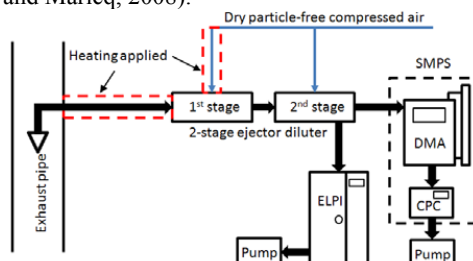 and Maricq, 2008).
Dry particle-free compressed air
Heating applied
SMPS
1st stage
2nd stage
2-stage ejector diluter
DMA
Exhaust pipe
ELPI
CPC
Pump
Pump